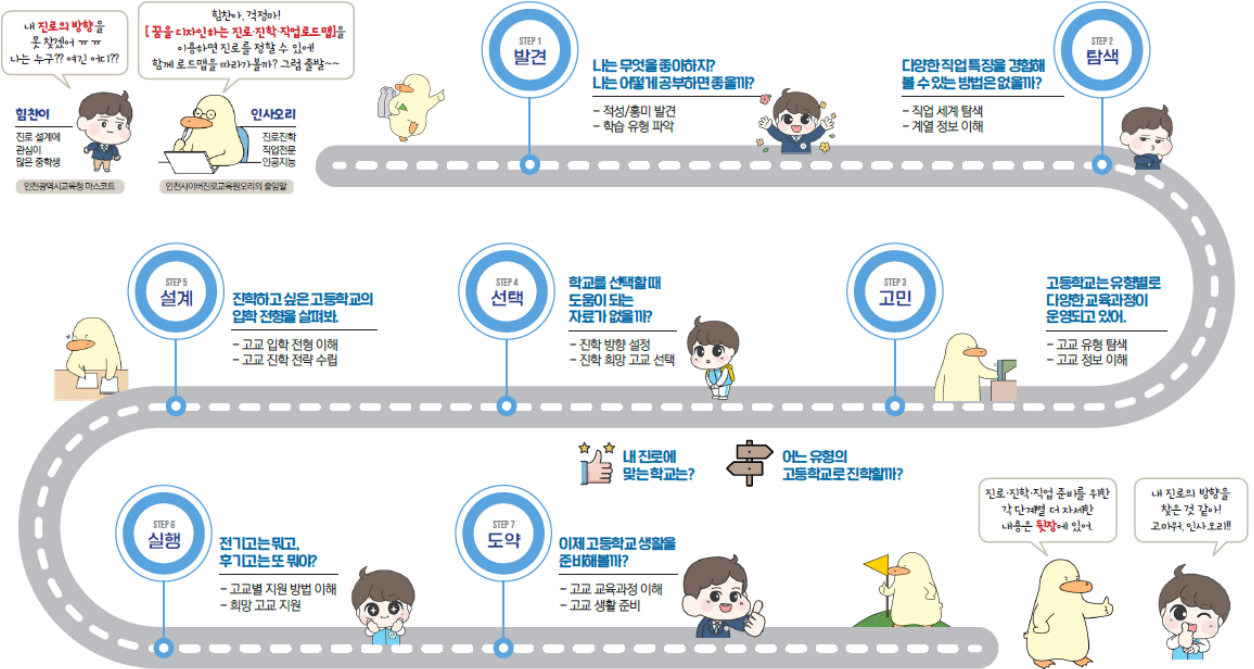 내 진로의 방향을
못 찾겠어 ㅠㅠ
나는 누구?? 여긴 어디??
힘찬아, 걱정마!
[ 꿈을 디자인하는 진로·진학·직업로드맵]을
이용하면 진로를 정할 수 있어!
함께 로드맵을 따라가볼까? 그럼 출발~~
힘찬이
진로 설계에
관심이
많은 중학생
인천광역시교육청 마스코트
인사오리
진로진학
직업전문
인공지능
인천사이버진로교육원오리의 줄임말
STEP 1
발견
나는 무엇을 좋아하지?
나는 어떻게 공부하면 좋을까?
- 적성/흥미 발견
- 학습 유형 파악
STEP 2
탐색
다양한 직업 특징을 경험해
볼 수 있는 방법은 없을까?
- 직업 세계 탐색
- 계열 정보 이해
STEP 3
고민
고등학교는 유형별로
다양한 교육과정이
운영되고 있어.
- 고교 유형 탐색
- 고교 정보 이해
STEP 4
선택
학교를 선택할 때
도움이 되는
자료가 없을까?
- 진학 방향 설정
- 진학 희망 고교 선택
STEP 5
설계
진학하고 싶은 고등학교의
입학 전형을 살펴봐.
- 고교 입학 전형 이해
- 고교 진학 전략 수립
내 진로에
맞는 학교는?
어느 유형의
고등학교로 진학할까?
STEP 6
실행
전기고는 뭐고,
후기고는 또 뭐야?
- 고교별 지원 방법 이해
- 희망 고교 지원
STEP 7
도약
이제 고등학교 생활을
준비해볼까?
- 고교 교육과정 이해
- 고교 생활 준비
진로·진학·직업 준비를 위한
각 단계별 더 자세한
내용은 뒷장에 있어.
내 진로의 방향을
찾은 것 같아!
고마워, 인사오리!!